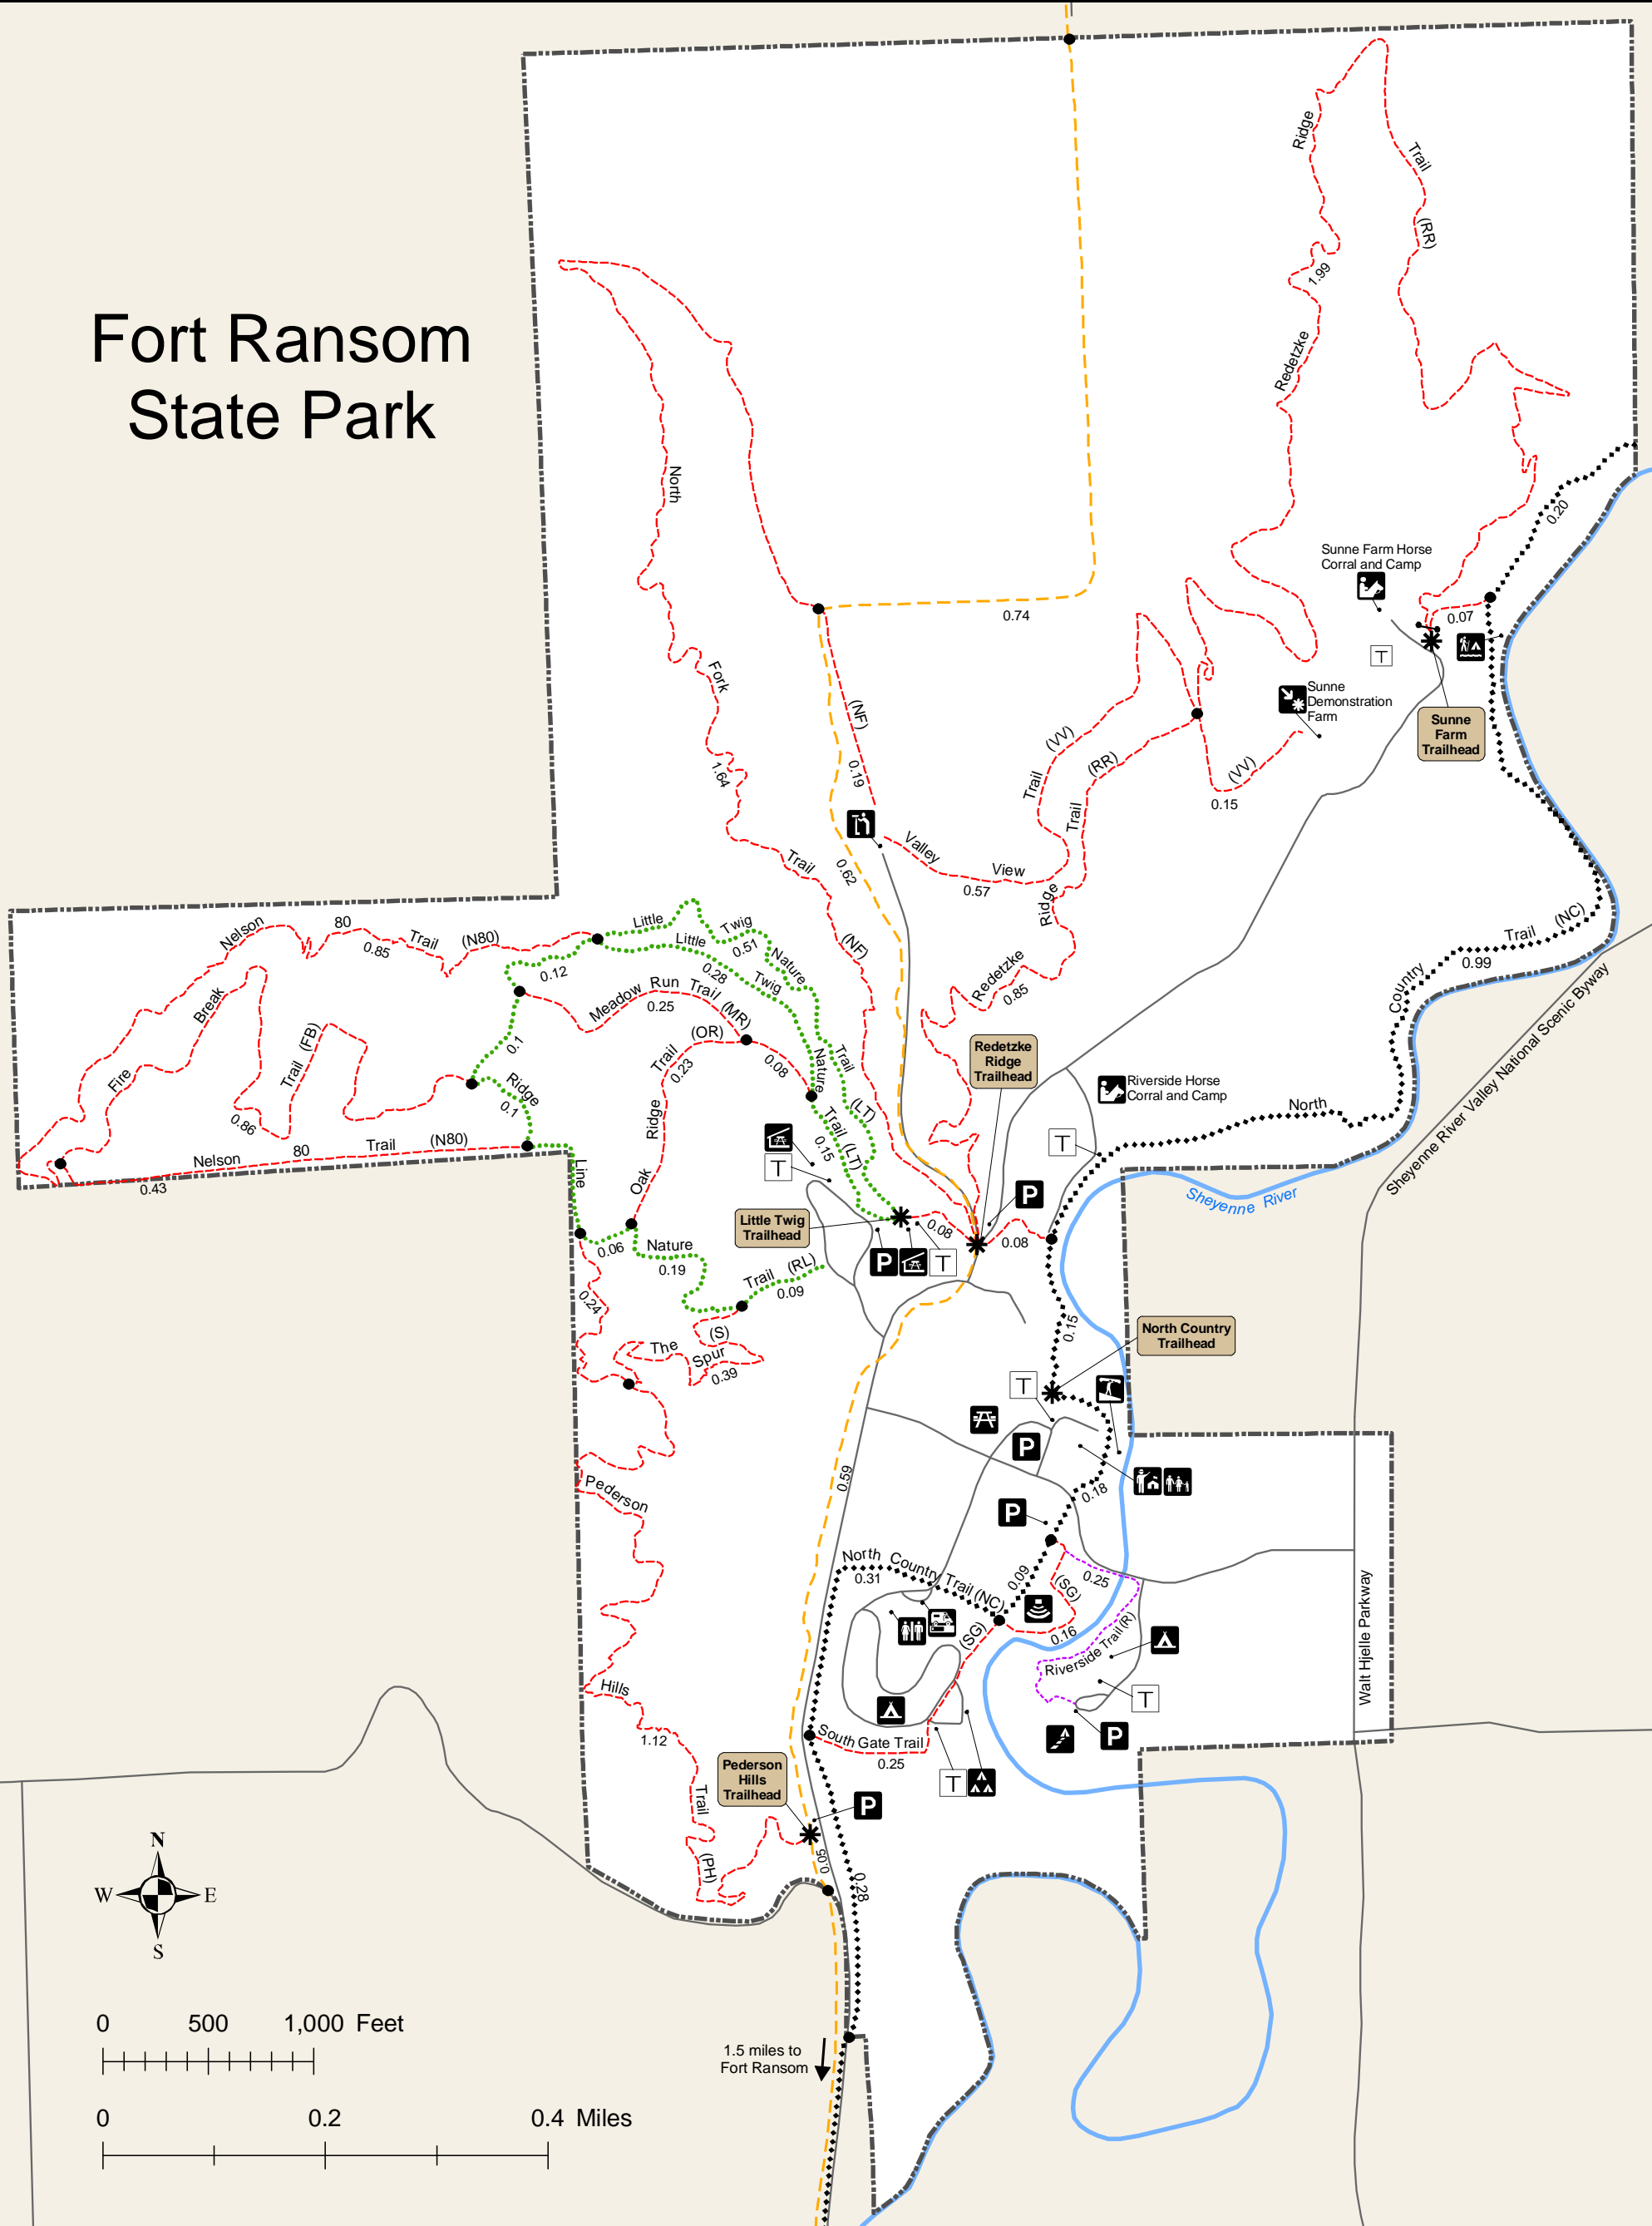 Fort Ransom
State Park
Ridge
Trail
(RR)
1.99
Redetzke
North
Fork
1.64
Trail
(NF)
0.20
Sunne Farm Horse
Corral and Camp
0.07
T
0.74
(NF)
0.19
Sunne
Demonstration
Farm
Sunne
Farm
Trailhead
(VV)
Trail
(RR)
Trail
(VV)
0.15
Valley
View
0.57
0.62
Ridge
Redetzke
0.85
Trail
(NC)
0.99
Country
North
Sheyenne River Valley National Scenic Byway
Nelson
80
0.85
Trail
(N80)
Little
Twig
0.51
Nature
Trail
(LT)
Little
0.28
Twig
Nature
Trail
(LT)
0.15
0.12
Meadow
Run
Trail
(MR)
0.25
(OR)
Trail
0.23
0.08
Ridge
Oak
Break
Fire
Trail
(FB)
0.86
0.1
Ridge
0.1
Nelson
80
Trail
(N80)
0.43
Line
Redetzke
Ridge
Trailhead
Riverside Horse
Corral and Camp
T
P
Sheyenne River
T
Little Twig
Trailhead
0.08
0.08
P
T
0.06
Nature
0.19
Trail
(RL)
0.09
0.24
The
(S)
Spur
0.39
0.15
North Country
Trailhead
T
P
0.59
0.18
P
Pederson
Hills
1.12
Trail
(PH)
North
Country
Trail
(NC)
0.31
0.09
(SG)
0.25
0.16
(SG)
Riverside Trail (R)
T
P
Walt Hjelle Parkway
South Gate Trail
0.25
T
Pederson
Hills
Trailhead
P
0.05
0.28
N
W
E
S
0
500
1,000 Feet
0
0.2
0.4 Miles
1.5 miles to
Fort Ransom